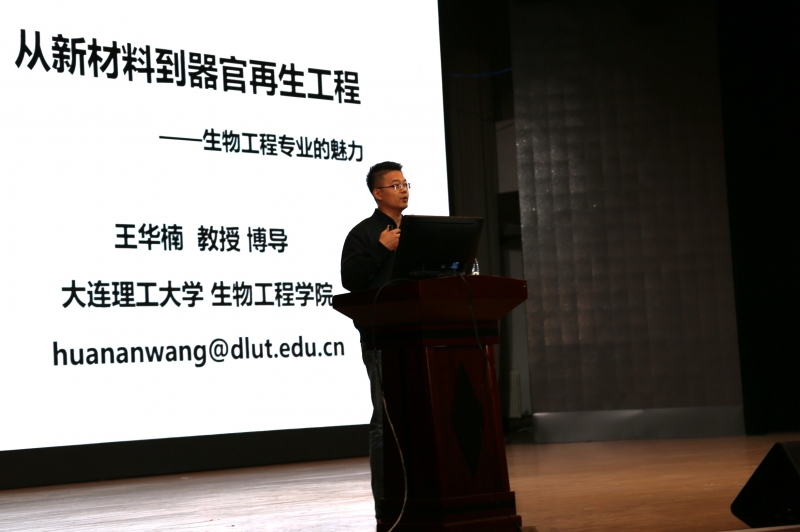 从新材料到器官再生工程
——生物工程专业的魅力
王华楠 教授 博导
大连理工大学 生物工程学院
huananwang@dlut.edu.cn